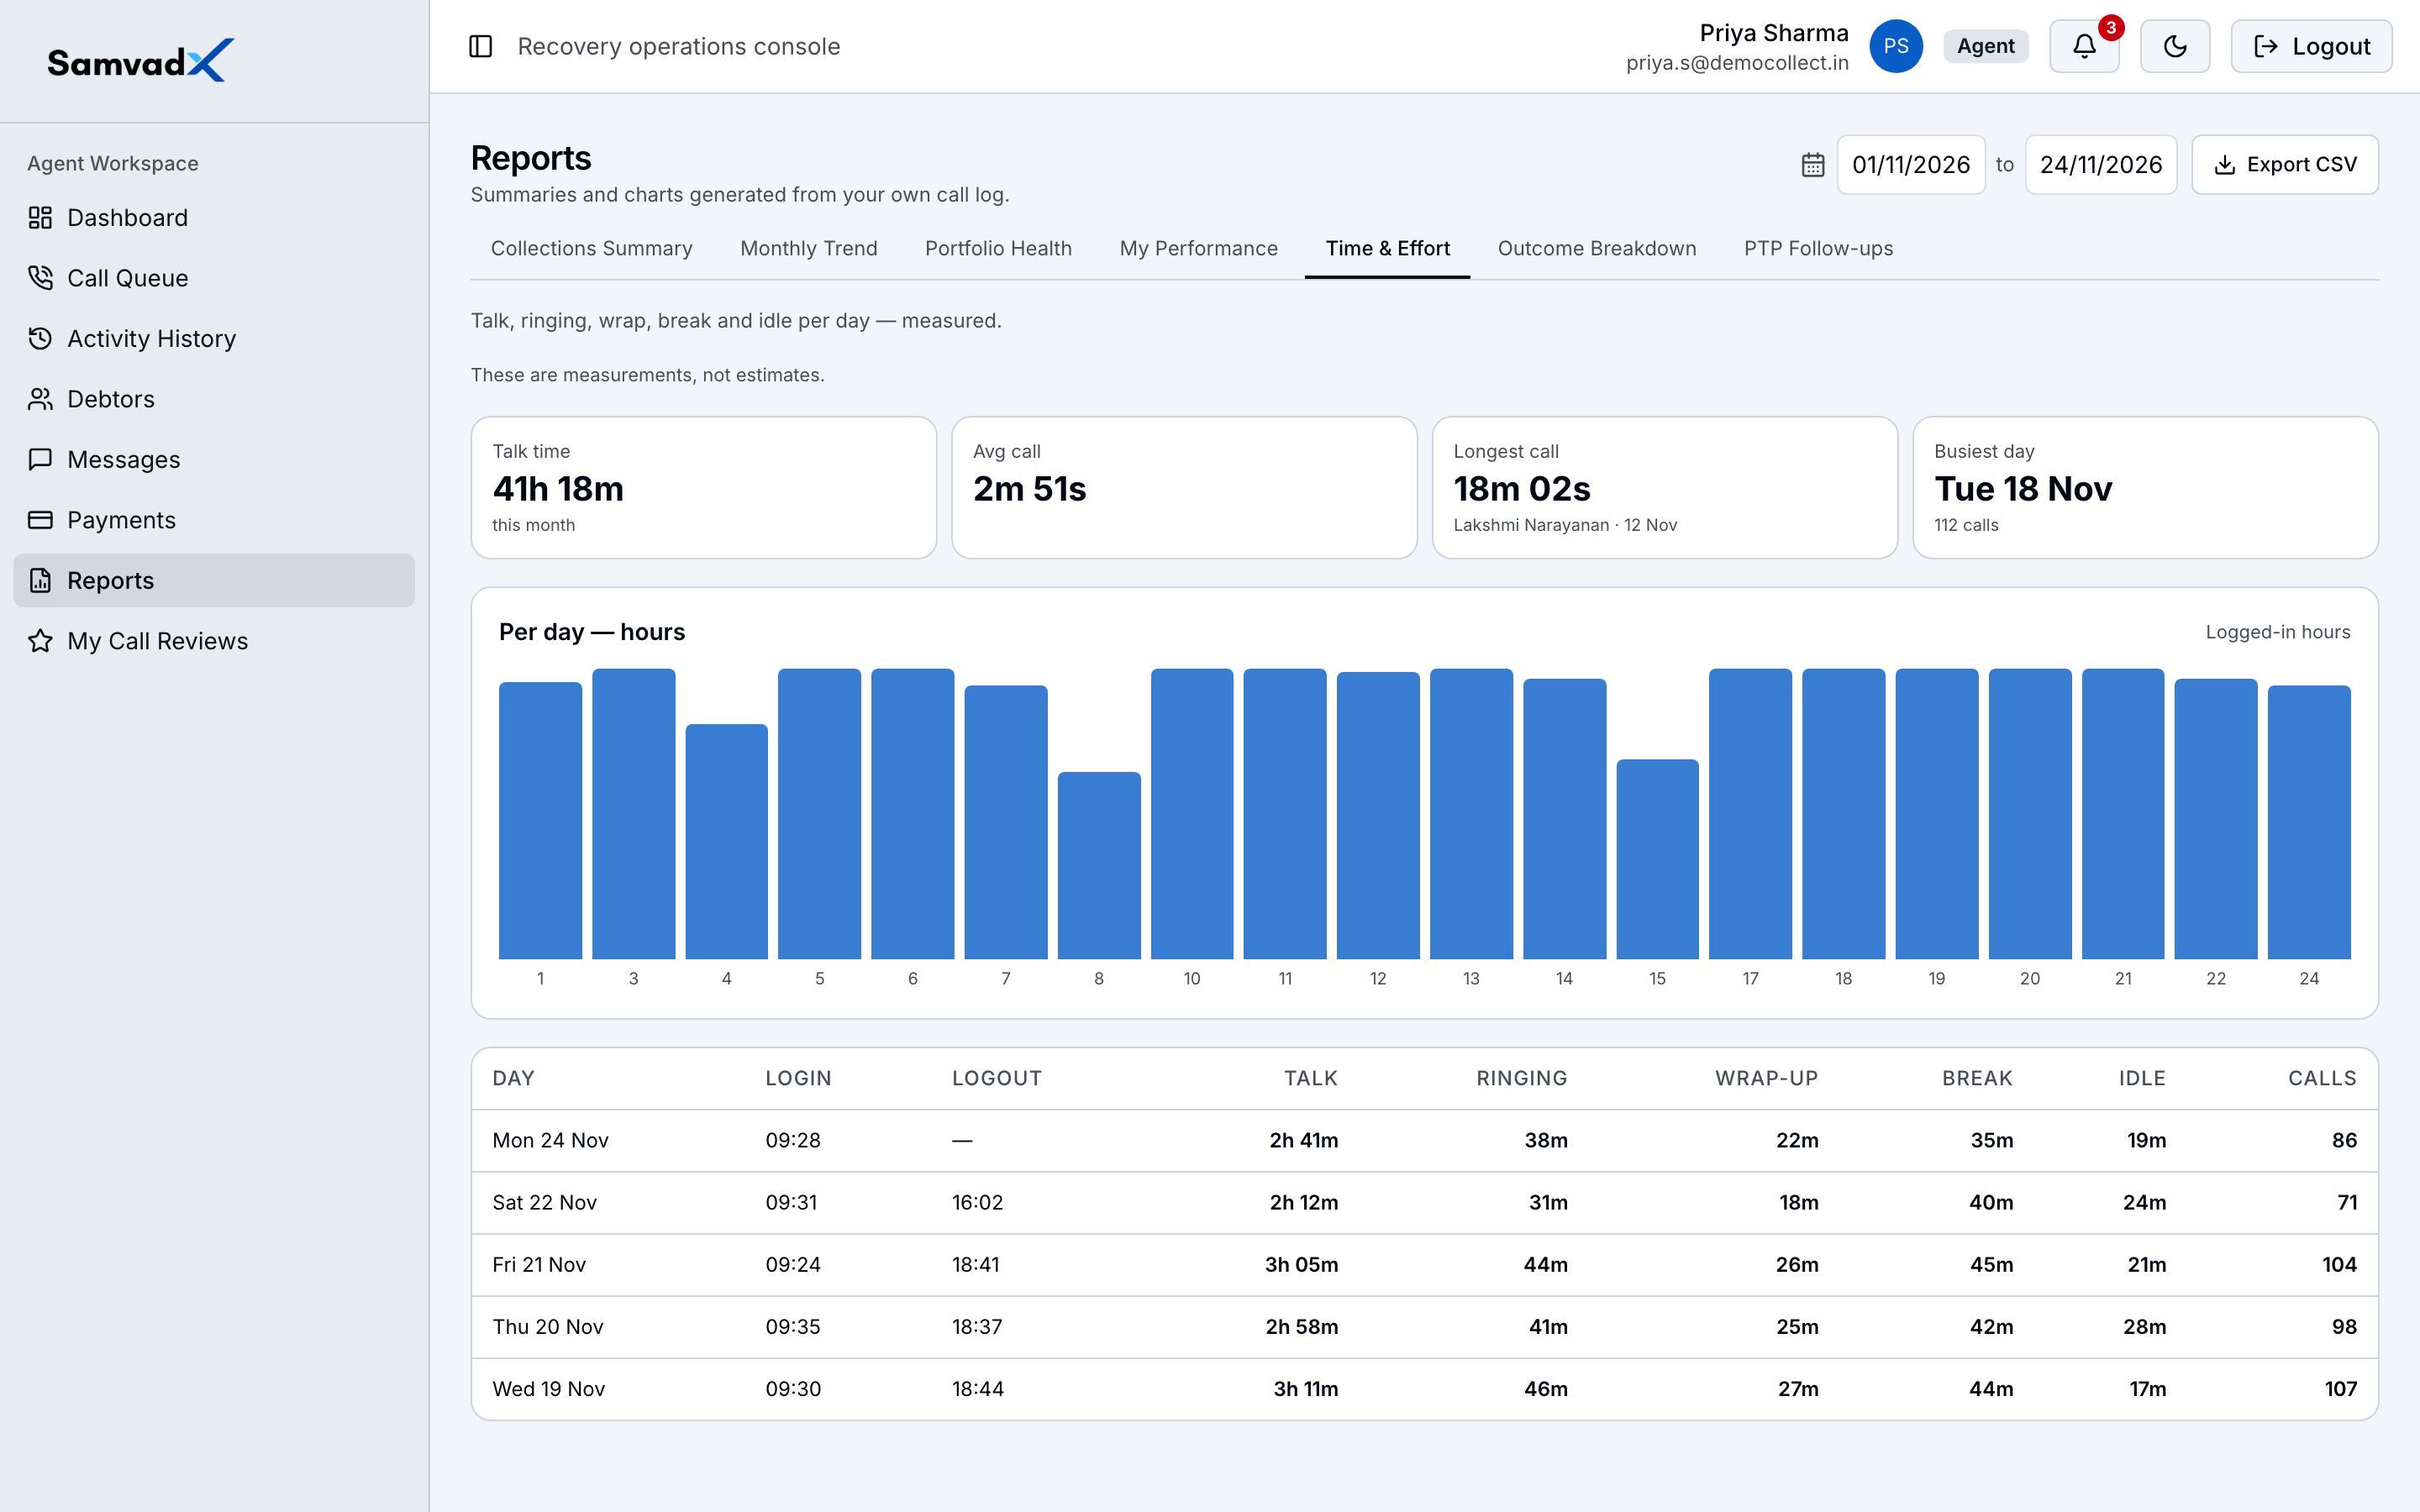 SamvadX
Recovery operations console
Priya Sharma
priya.s@democollect.in
PS
Agent
3
Logout
Agent Workspace
Dashboard
Call Queue
Activity History
Debtors
Messages
Payments
Reports
My Call Reviews
Reports
Summaries and charts generated from your own call log.
01/11/2026 to 24/11/2026
Export CSV
Collections Summary Monthly Trend Portfolio Health My Performance Time & Effort Outcome Breakdown PTP Follow-ups
Talk, ringing, wrap, break and idle per day — measured.
These are measurements, not estimates.
Talk time
41h 18m
this month
Avg call
2m 51s
Longest call
18m 02s
Lakshmi Narayanan · 12 Nov
Busiest day
Tue 18 Nov
112 calls
Per day — hours
Logged-in hours
1 3 4 5 6 7 8 10 11 12 13 14 15 17 18 19 20 21 22 24
DAY LOGIN LOGOUT TALK RINGING WRAP-UP BREAK IDLE CALLS
Mon 24 Nov 09:28 — 2h 41m 38m 22m 35m 19m 86
Sat 22 Nov 09:31 16:02 2h 12m 31m 18m 40m 24m 71
Fri 21 Nov 09:24 18:41 3h 05m 44m 26m 45m 21m 104
Thu 20 Nov 09:35 18:37 2h 58m 41m 25m 42m 28m 98
Wed 19 Nov 09:30 18:44 3h 11m 46m 27m 44m 17m 107